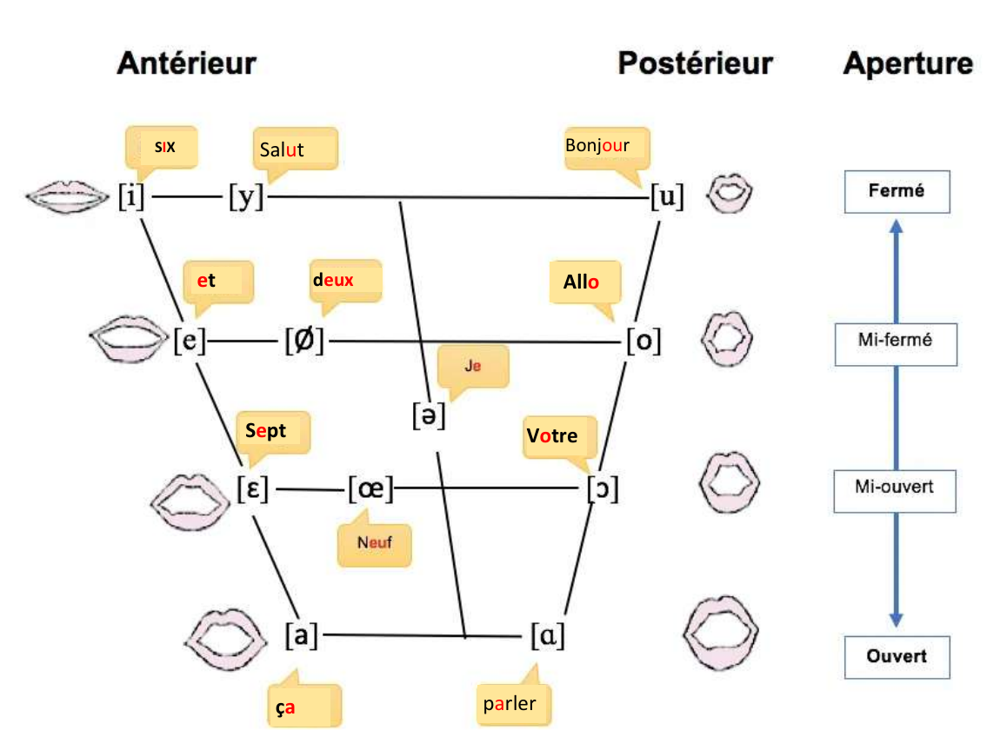 Antérieur Postérieur Aperture
sıx Salut Bonjour
[i] [y] [u] Fermé
et deux Allo
[e] [Ø] [o] Mi-fermé
Je
[ə]
Sept Votre
[ɛ] [œ] [ɔ] Mi-ouvert
Neuf
[a] [ɑ] Ouvert
ça parler